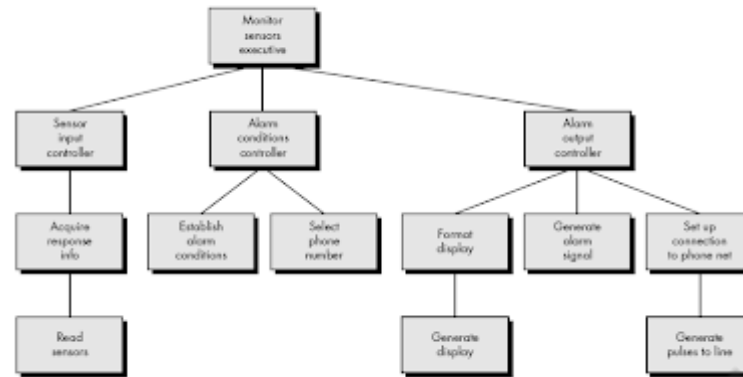 Monitor
sensors
executive
Sensor
input
controller
Alarm
conditions
controller
Alarm
output
controller
Acquire
response
info
Establish
alarm
conditions
Select
phone
number
Format
display
Generate
alarm
signal
Set up
connection
to phone net
Read
sensors
Generate
display
Generate
pulses to line